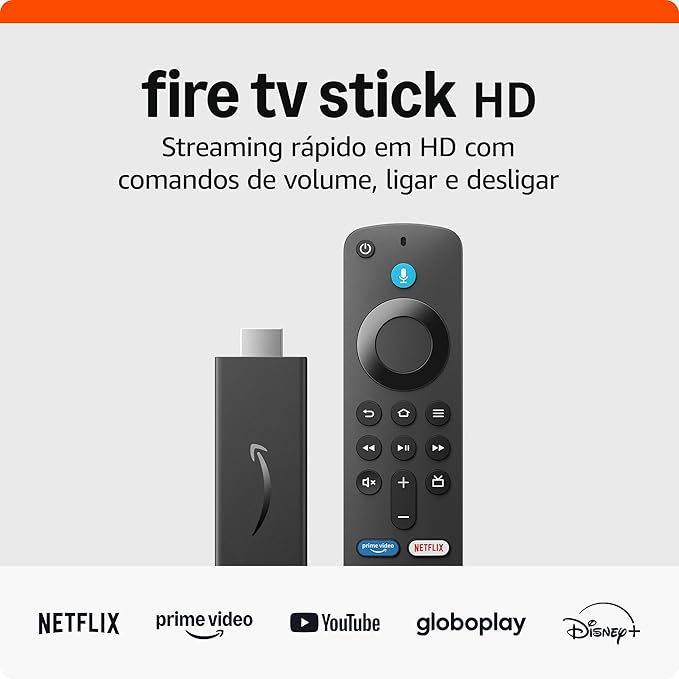 fire tv stick HD
Streaming rápido em HD com
comandos de volume, ligar e desligar
prime video
NETFLIX
NETFLIX
prime video
YouTube
globoplay
Disney+